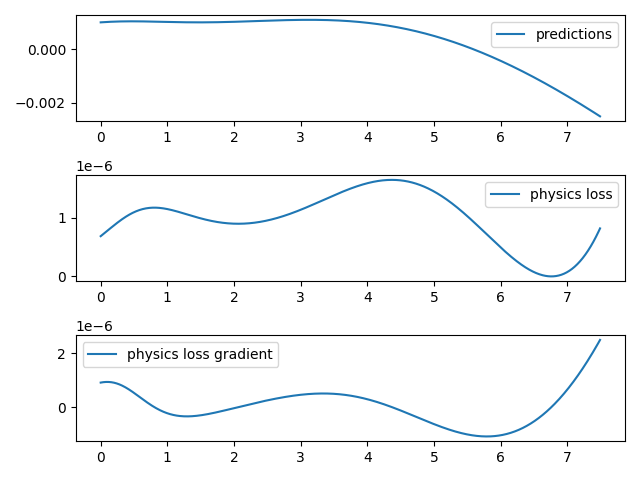 predictions
0.000
−0.002
0 1 2 3 4 5 6 7
1e−6
physics loss
1
0
0 1 2 3 4 5 6 7
1e−6
physics loss gradient
2
0
0 1 2 3 4 5 6 7